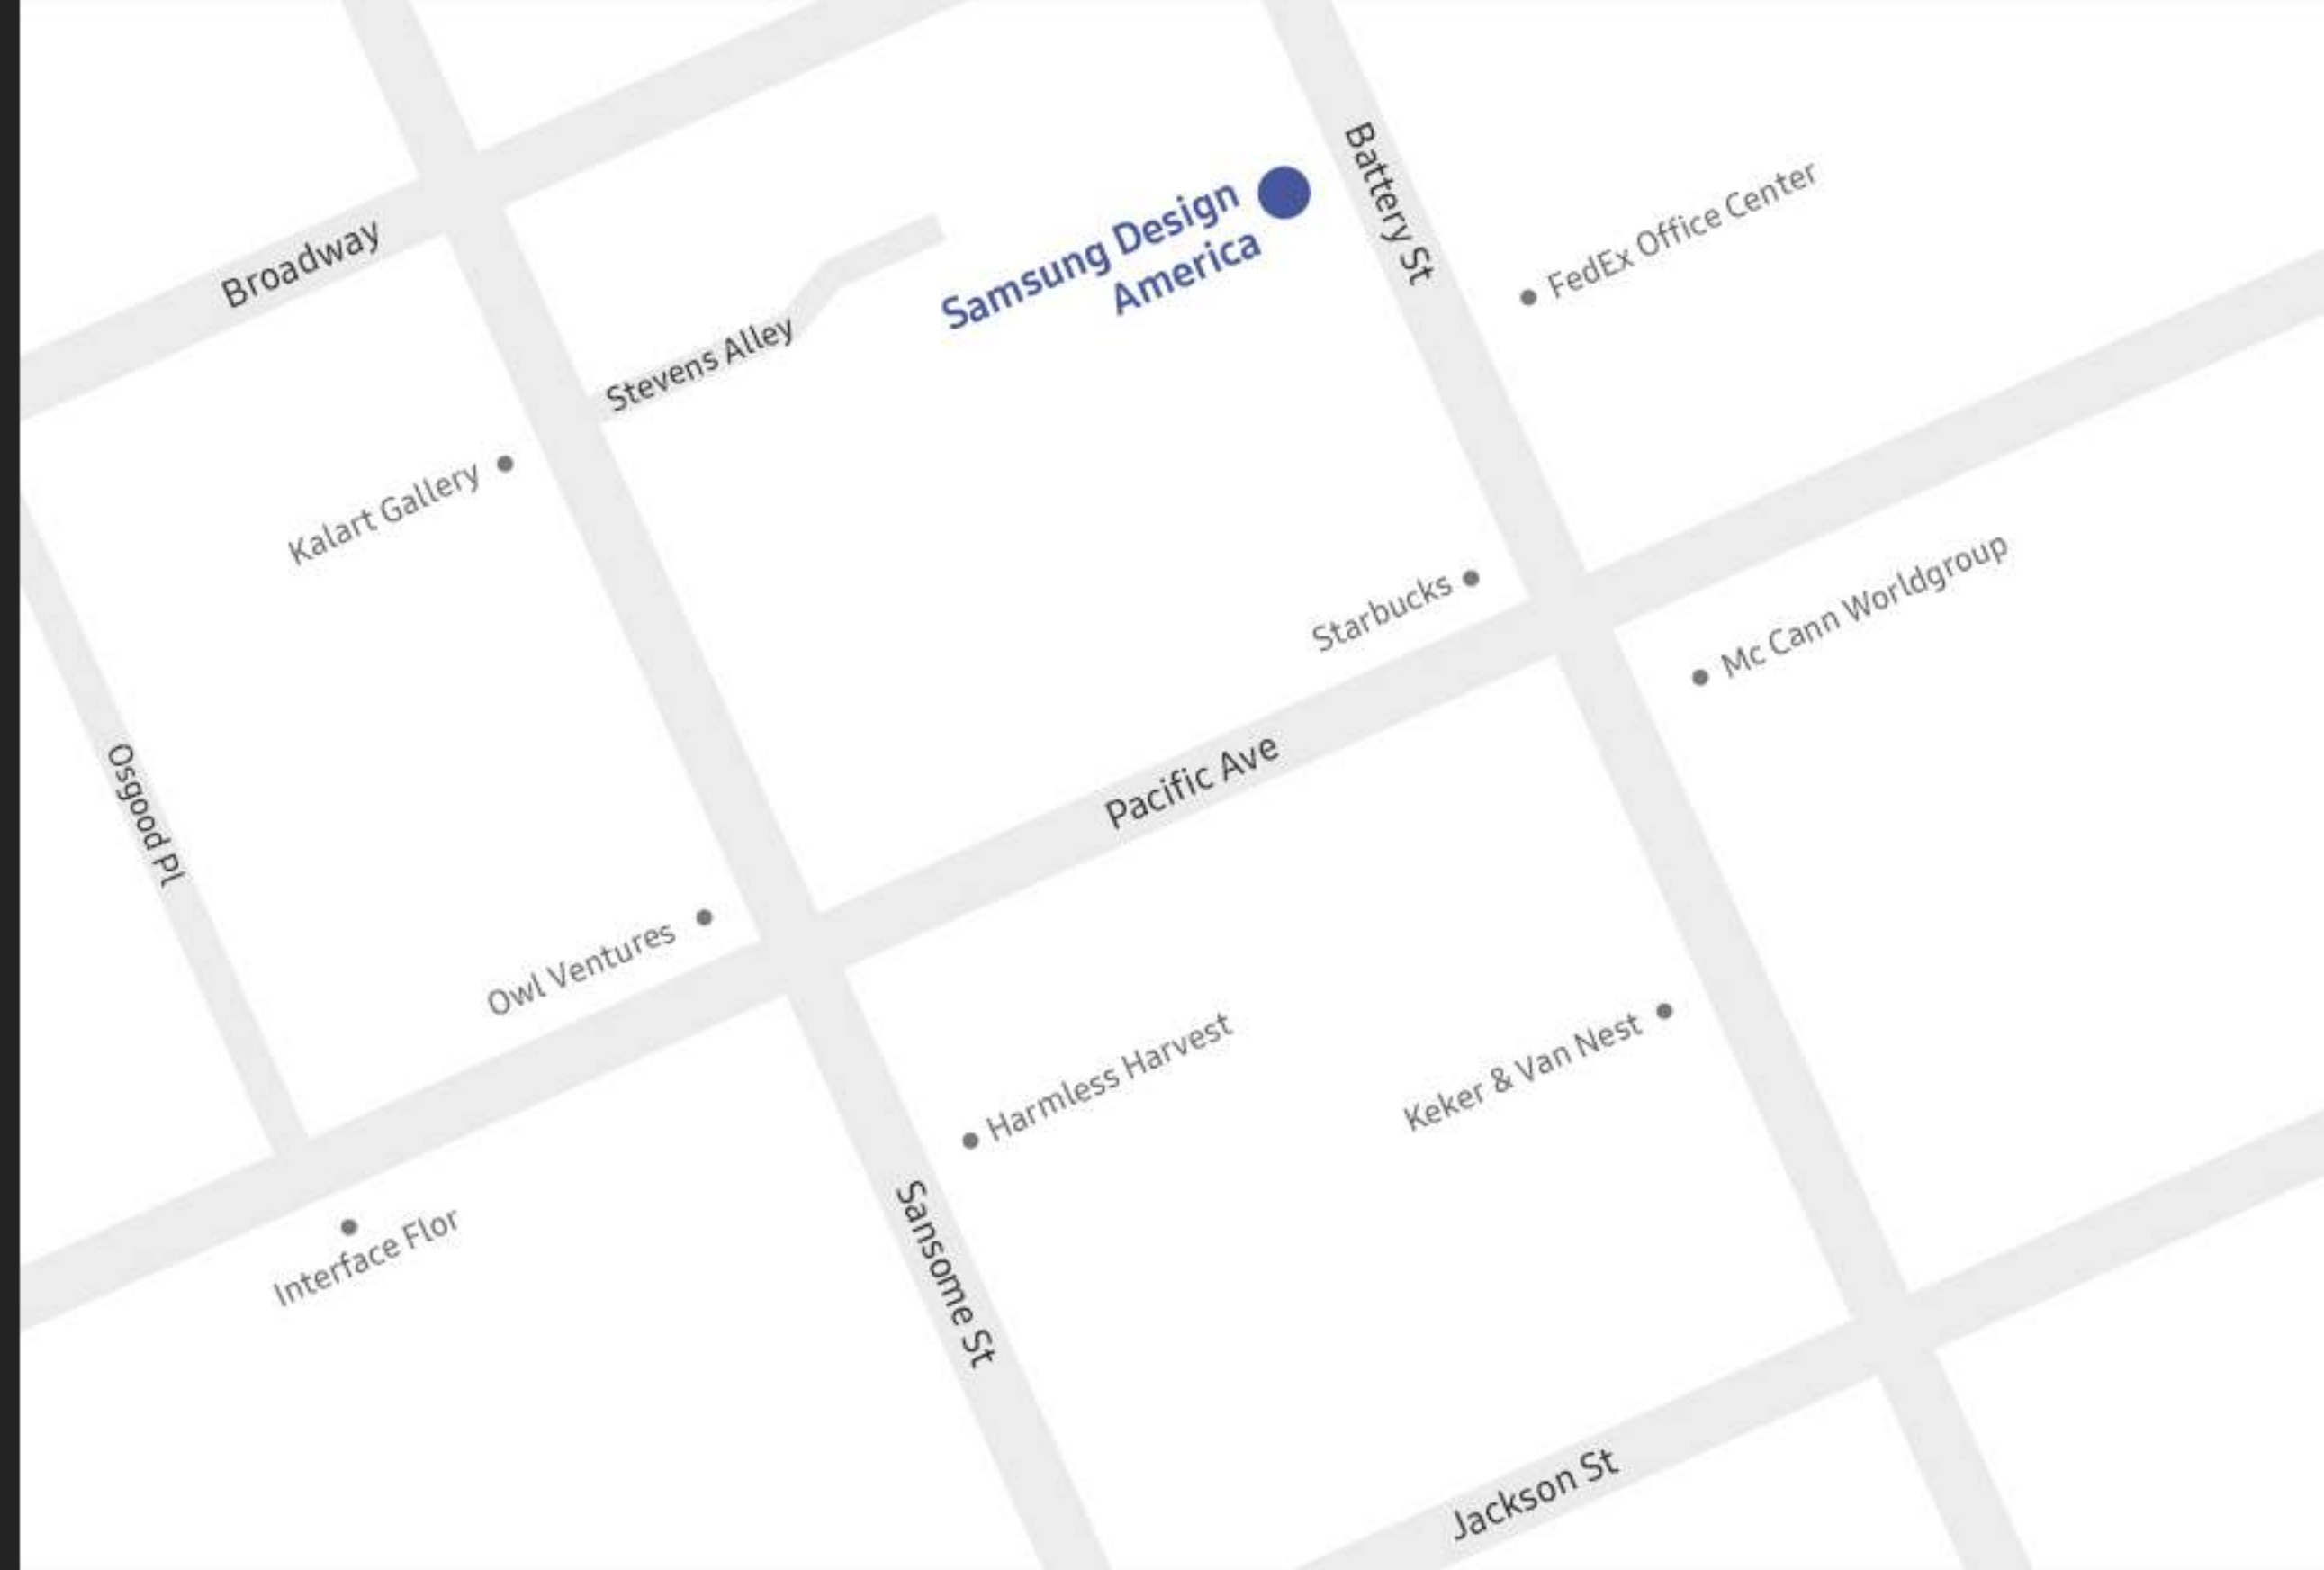 Broadway
Battery St
FedEx Office Center
Samsung Design
America
Stevens Alley
Kalart Gallery
Starbucks
Mc Cann Worldgroup
Osgood Pl
Pacific Ave
Owl Ventures
Harmless Harvest
Keker & Van Nest
Interface Flor
Sansome St
Jackson St